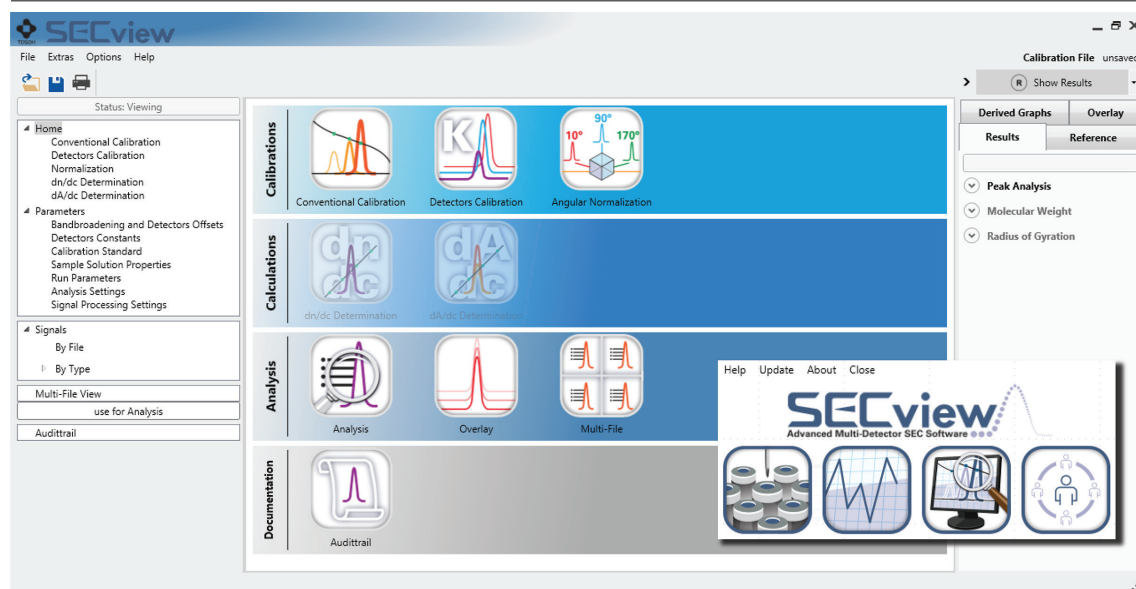 TOSOH SECview
File Extras Options Help
Calibration File unsaved
Status: Viewing
R Show Results
Home
Conventional Calibration
Detectors Calibration
Normalization
dn/dc Determination
dA/dc Determination
Parameters
Bandbroadening and Detectors Offsets
Detectors Constants
Calibration Standard
Sample Solution Properties
Run Parameters
Analysis Settings
Signal Processing Settings
Signals
By File
By Type
Multi-File View
use for Analysis
Audittrail
Calibrations
K
10° 90° 170°
Conventional Calibration Detectors Calibration Angular Normalization
Calculations
dn dc
dA dc
dn/dc Determination dA/dc Determination
Analysis
Analysis Overlay Multi-File
Documentation
Audittrail
Derived Graphs Overlay
Results Reference
Peak Analysis
Molecular Weight
Radius of Gyration
Help Update About Close
SECview
Advanced Multi-Detector SEC Software